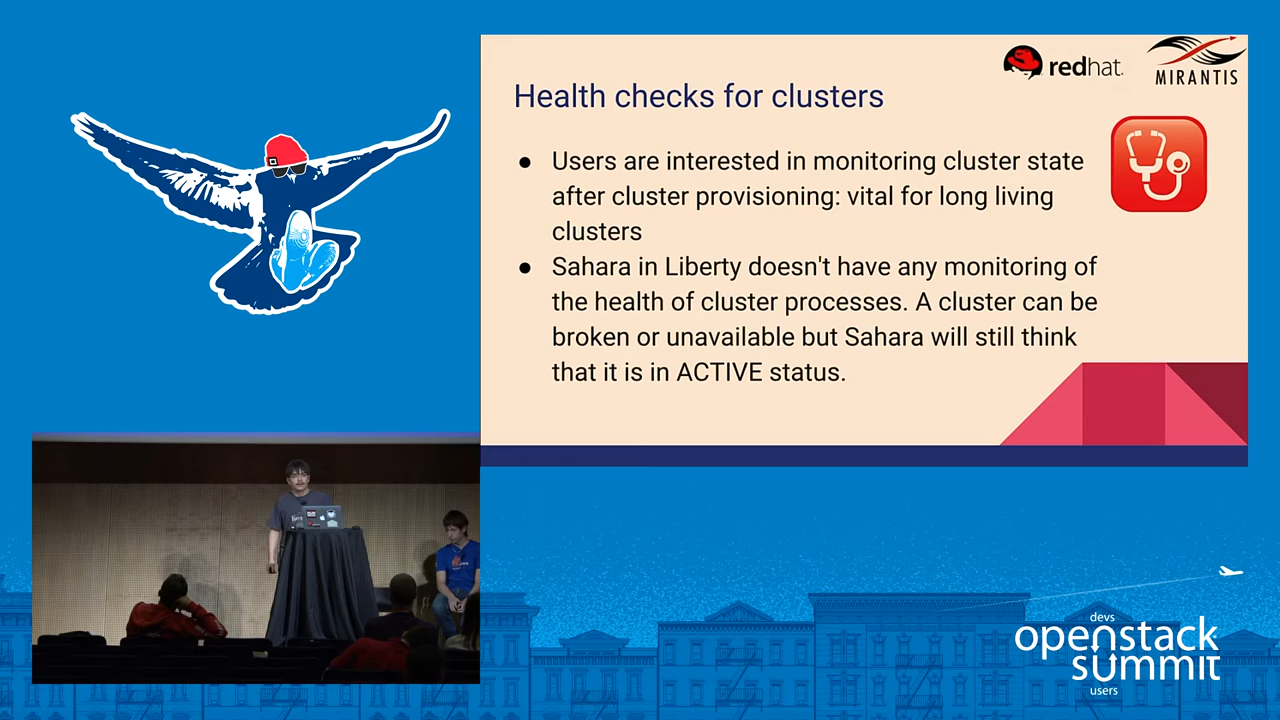 redhat.
MIRANTIS
Health checks for clusters
● Users are interested in monitoring cluster state
after cluster provisioning: vital for long living
clusters
● Sahara in Liberty doesn't have any monitoring of
the health of cluster processes. A cluster can be
broken or unavailable but Sahara will still think
that it is in ACTIVE status.
devs
openstack
summit
users